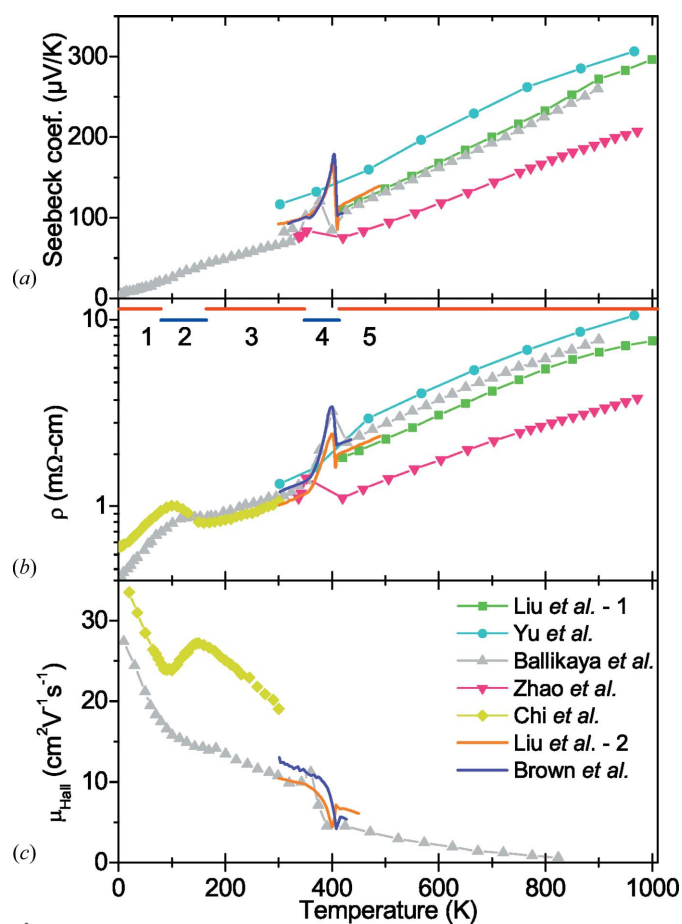 300
200
100
0
Seebeck coef. (μV/K)
(a)
1 2 3 4 5
10
1
ρ (mΩ-cm)
(b)
30
20
10
0
μHall (cm²V⁻¹s⁻¹)
(c)
Liu et al. - 1
Yu et al.
Ballikaya et al.
Zhao et al.
Chi et al.
Liu et al. - 2
Brown et al.
0 200 400 600 800 1000
Temperature (K)